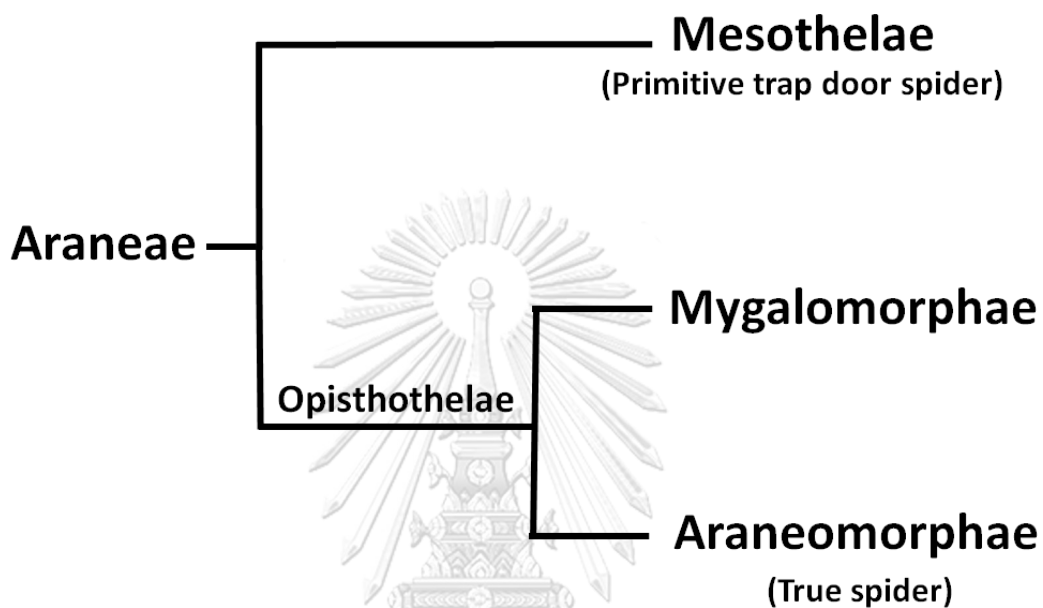 Mesothelae
(Primitive trap door spider)
Araneae
Mygalomorphae
Opisthothelae
Araneomorphae
(True spider)